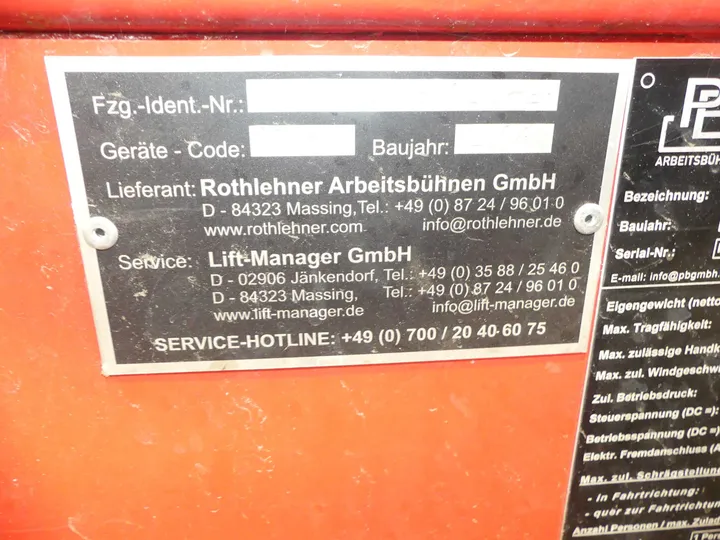 Fzg.-Ident.-Nr.:
Geräte - Code: Baujahr:
Lieferant: Rothlehner Arbeitsbühnen GmbH
D - 84323 Massing,Tel.: +49 (0) 87 24 / 96 01 0
www.rothlehner.com info@rothlehner.de
Service: Lift-Manager GmbH
D - 02906 Jänkendorf, Tel.: +49 (0) 35 88 / 25 46 0
D - 84323 Massing, Tel.: +49 (0) 87 24 / 96 01 0
www.lift-manager.de info@lift-manager.de
SERVICE-HOTLINE: +49 (0) 700 / 20 40 60 75
PB
ARBEITSBÜH
Bezeichnung:
Baujahr:
Serial-Nr.:
E-mail: info@pbgmbh.
Eigengewicht (netto
Max. Tragfähigkeit:
Max. zulässige Handk
Max. zul. Windgeschw
Zul. Betriebsdruck:
Steuerspannung (DC =):
Betriebsspannung (DC =):
Elektr. Fremdanschluss (A
Max. zul. Schrägstellung
- in Fahrtrichtung:
- quer zur Fahrtrichtun
Anzahl Personen / max. Zulad
1 Pers